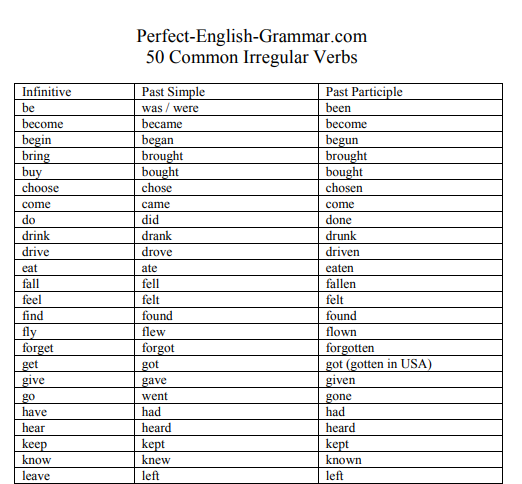 Perfect-English-Grammar.com
50 Common Irregular Verbs
Infinitive Past Simple Past Participle
be was / were been
become became become
begin began begun
bring brought brought
buy bought bought
choose chose chosen
come came come
do did done
drink drank drunk
drive drove driven
eat ate eaten
fall fell fallen
feel felt felt
find found found
fly flew flown
forget forgot forgotten
get got got (gotten in USA)
give gave given
go went gone
have had had
hear heard heard
keep kept kept
know knew known
leave left left